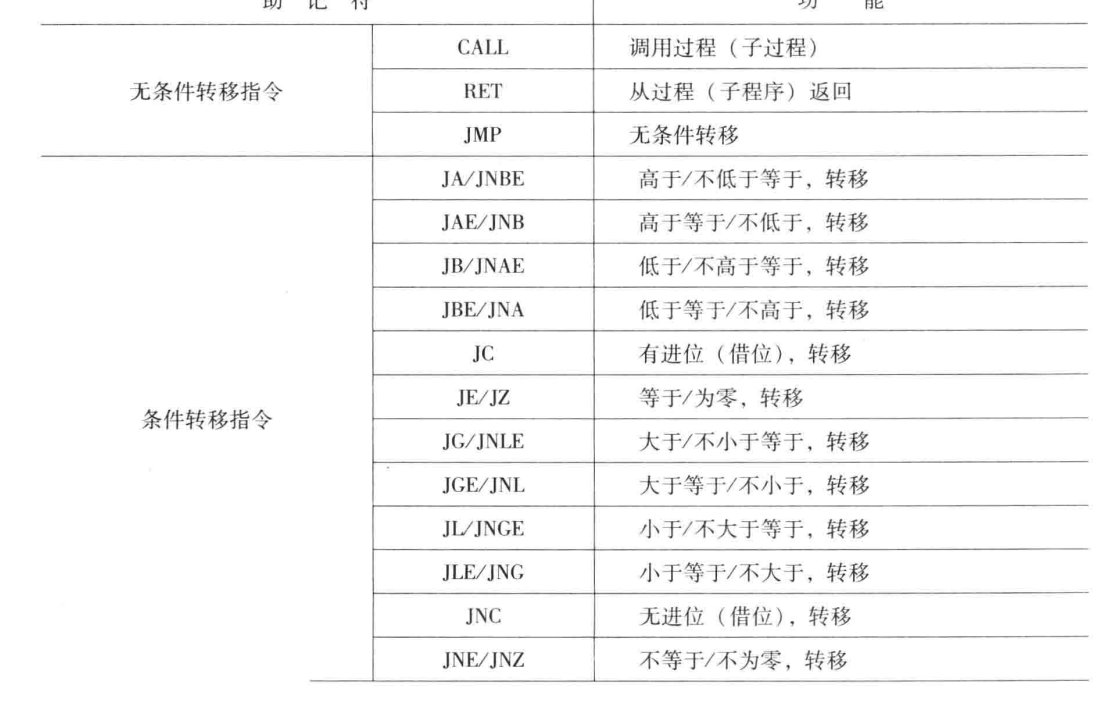 助 记 符 功 能
CALL 调用过程（子过程）
无条件转移指令 RET 从过程（子程序）返回
JMP 无条件转移
JA/JNBE 高于/不低于等于，转移
JAE/JNB 高于等于/不低于，转移
JB/JNAE 低于/不高于等于，转移
JBE/JNA 低于等于/不高于，转移
JC 有进位（借位），转移
JE/JZ 等于/为零，转移
条件转移指令
JG/JNLE 大于/不小于等于，转移
JGE/JNL 大于等于/不小于，转移
JL/JNGE 小于/不大于等于，转移
JLE/JNG 小于等于/不大于，转移
JNC 无进位（借位），转移
JNE/JNZ 不等于/不为零，转移